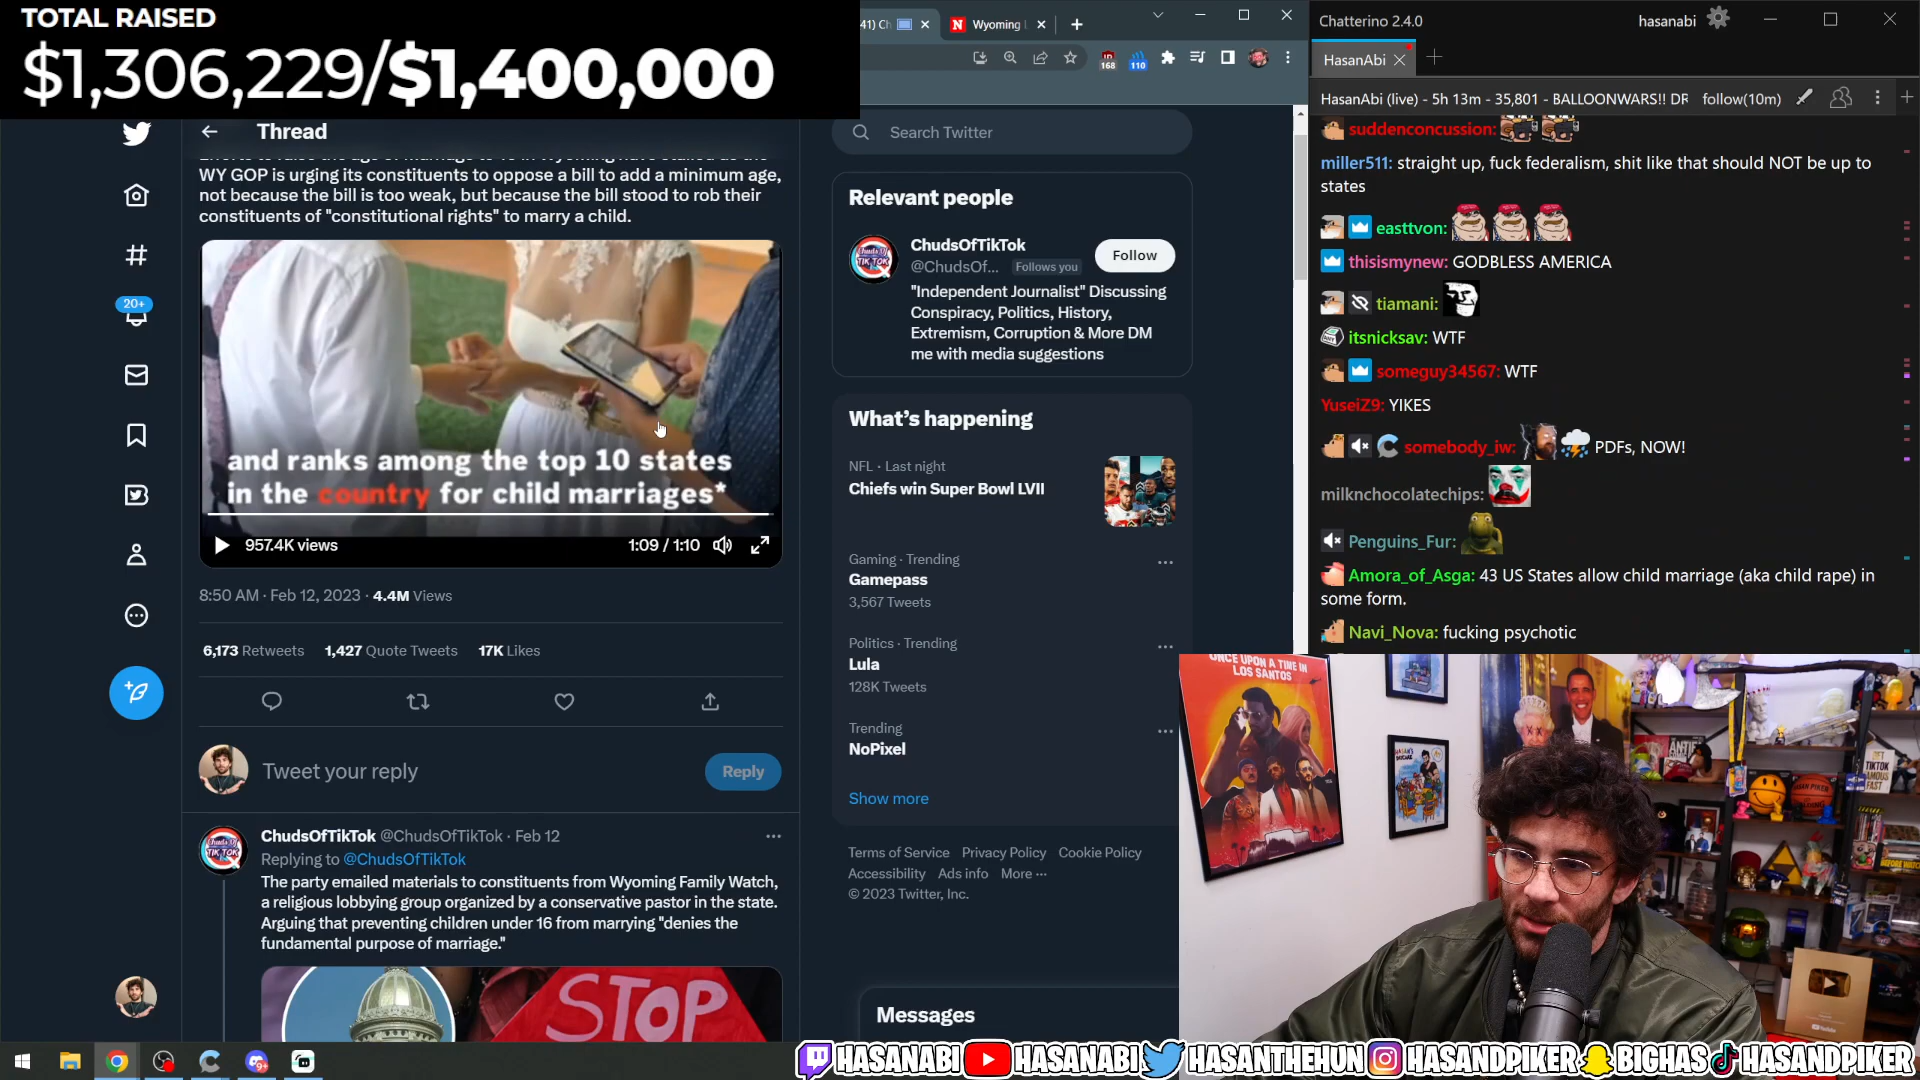 TOTAL RAISED
$1,306,229/$1,400,000
Wyoming
168
110
Thread
WY GOP is urging its constituents to oppose a bill to add a minimum age,
not because the bill is too weak, but because the bill stood to rob their
constituents of "constitutional rights" to marry a child.
20+
and ranks among the top 10 states
in the country for child marriages*
957.4K views
1:09 / 1:10
8:50 AM · Feb 12, 2023 · 4.4M Views
6,173 Retweets 1,427 Quote Tweets 17K Likes
Tweet your reply
Reply
ChudsOfTikTok @ChudsOfTikTok · Feb 12
Replying to @ChudsOfTikTok
The party emailed materials to constituents from Wyoming Family Watch,
a religious lobbying group organized by a conservative pastor in the state.
Arguing that preventing children under 16 from marrying "denies the
fundamental purpose of marriage."
STOP
Search Twitter
Relevant people
ChudsOfTikTok
@ChudsOf... Follows you
Follow
"Independent Journalist" Discussing
Conspiracy, Politics, History,
Extremism, Corruption & More DM
me with media suggestions
What's happening
NFL · Last night
Chiefs win Super Bowl LVII
Gaming · Trending
Gamepass
3,567 Tweets
Politics · Trending
Lula
128K Tweets
Trending
NoPixel
Show more
Terms of Service Privacy Policy Cookie Policy
Accessibility Ads info More ···
© 2023 Twitter, Inc.
Messages
Chatterino 2.4.0
hasanabi
HasanAbi
HasanAbi (live) - 5h 13m - 35,801 - BALLOONWARS!! DR follow(10m)
suddenconcussion:
miller511: straight up, fuck federalism, shit like that should NOT be up to
states
easttvon:
thisismynew: GODBLESS AMERICA
tiamani:
itsnicksav: WTF
someguy34567: WTF
YuseiZ9: YIKES
somebody_iw: PDFs, NOW!
milknchocolatechips:
Penguins_Fur:
Amora_of_Asga: 43 US States allow child marriage (aka child rape) in
some form.
Navi_Nova: fucking psychotic
ONCE UPON A TIME IN
LOS SANTOS
HASANABI HASANABI HASANTHEHUN HASANDPIKER BIGHAS HASANDPIKER